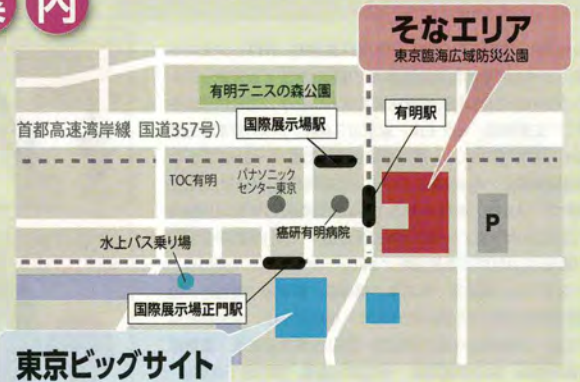 案内
そなエリア
東京臨海広域防災公園
有明テニスの森公園
有明駅
首都高速湾岸線 国道357号)
国際展示場駅
TOC有明
パナソニック
センター東京
癌研有明病院
P
水上バス乗り場
国際展示場正門駅
東京ビッグサイト